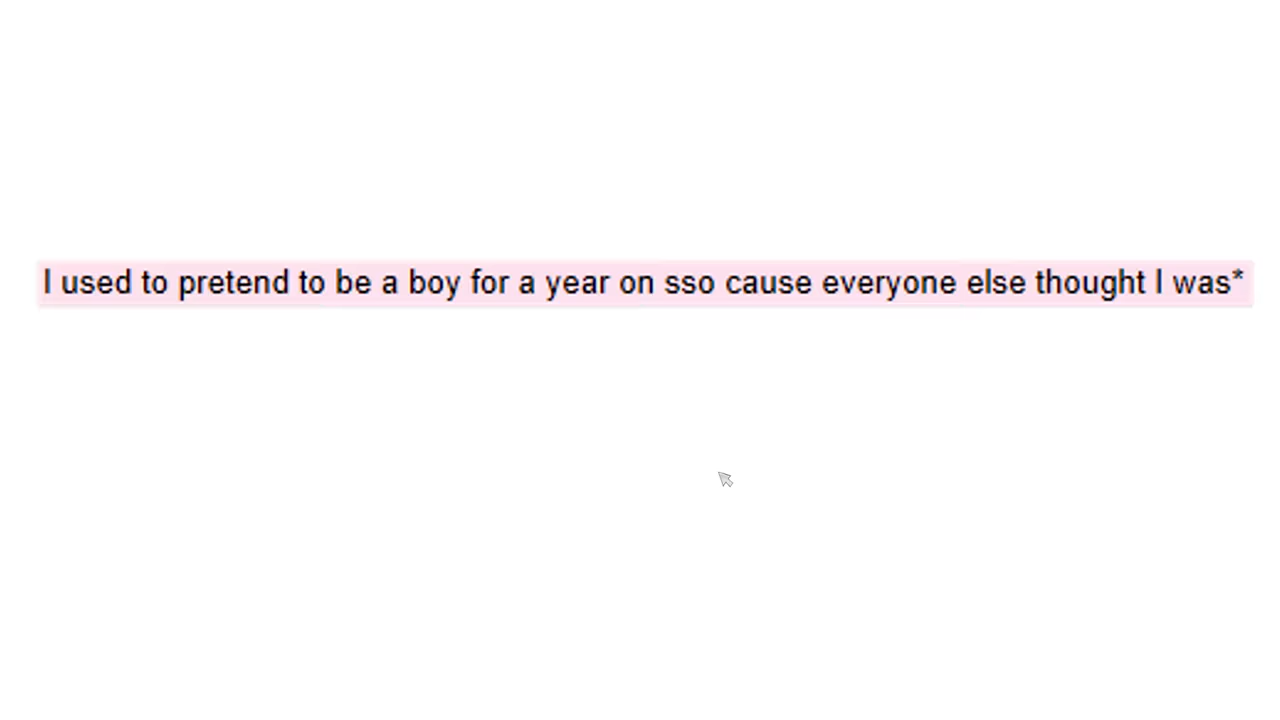 I used to pretend to be a boy for a year on sso cause everyone else thought I was*